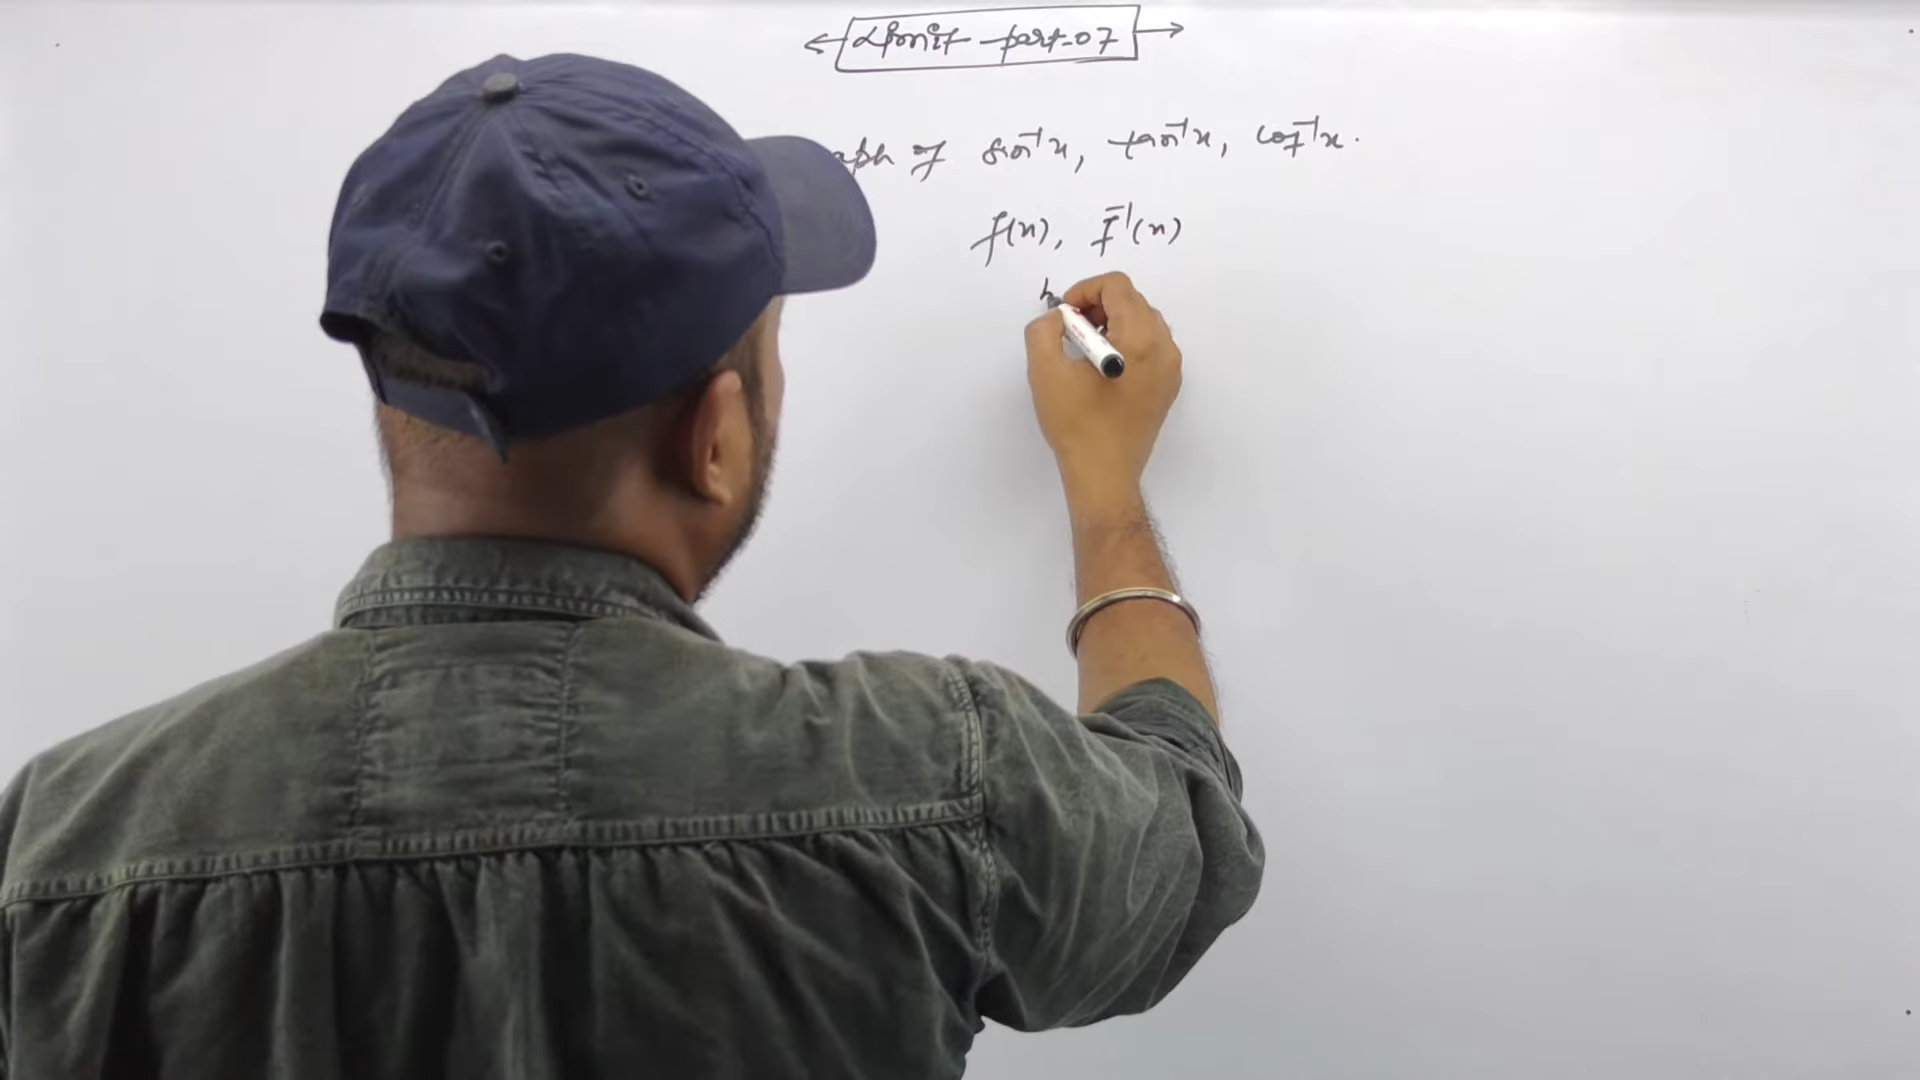 Limit - part-07
aph of sin⁻¹x, tan⁻¹x, cot⁻¹x.
f(x), f⁻¹(x)